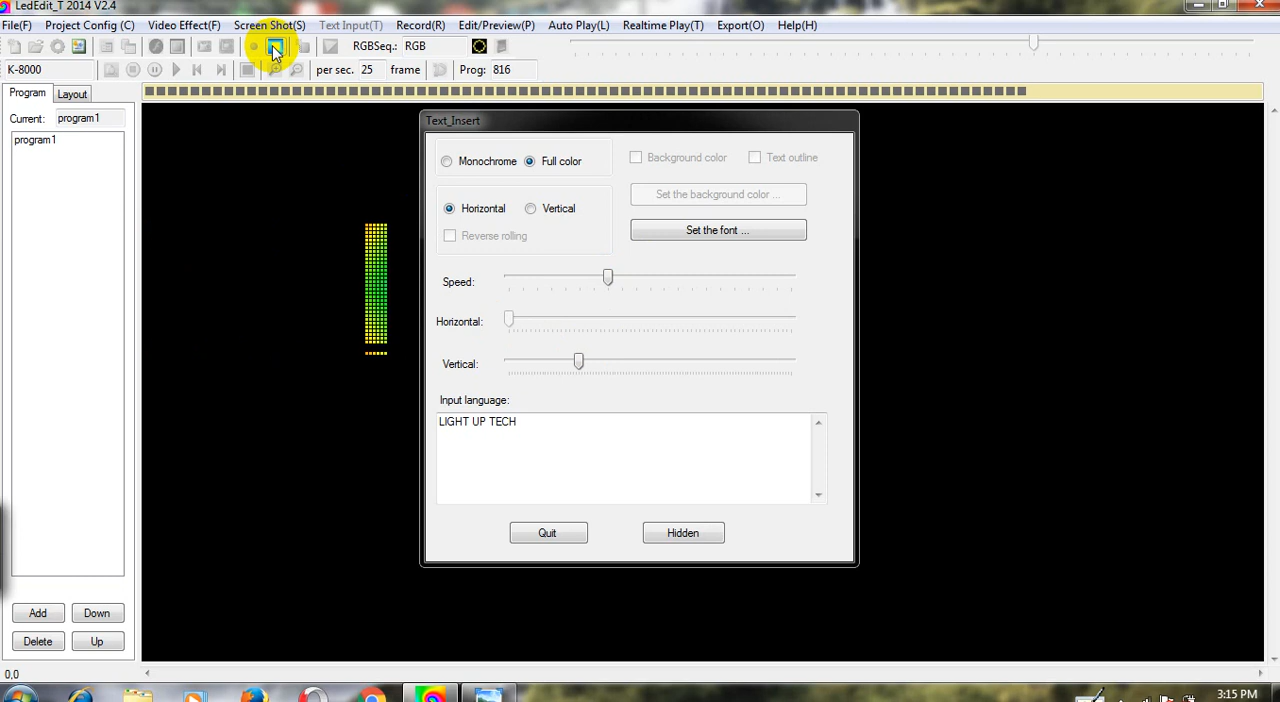 LedEdit_T 2014 V2.4
File(F) Project Config (C) Video Effect(F) Screen Shot(S) Text Input(T) Record(R) Edit/Preview(P) Auto Play(L) Realtime Play(T) Export(O) Help(H)
RGBSeq.: RGB
K-8000 per sec. 25 frame Prog: 816
Program Layout
Current: program1
program1
Text_Insert
Monochrome Full color Background color Text outline
Set the background color ...
Horizontal Vertical
Set the font ...
Reverse rolling
Speed:
Horizontal:
Vertical:
Input language:
LIGHT UP TECH
Quit Hidden
Add Down
Delete Up
0,0
3:15 PM